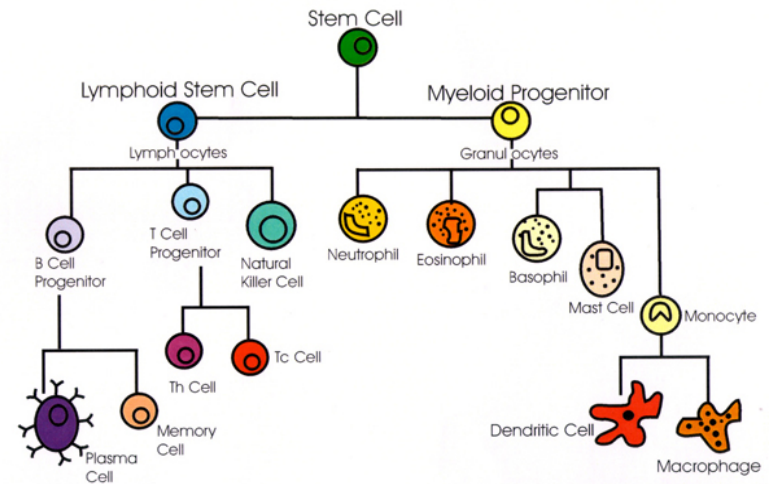 Stem Cell
Lymphoid Stem Cell
Myeloid Progenitor
Lymph ocytes
Granul ocytes
B Cell
Progenitor
T Cell
Progenitor
Natural
Killer Cell
Neutrophil
Eosinophil
Basophil
Mast Cell
Monocyte
Th Cell
Tc Cell
Plasma
Cell
Memory
Cell
Dendritic Cell
Macrophage